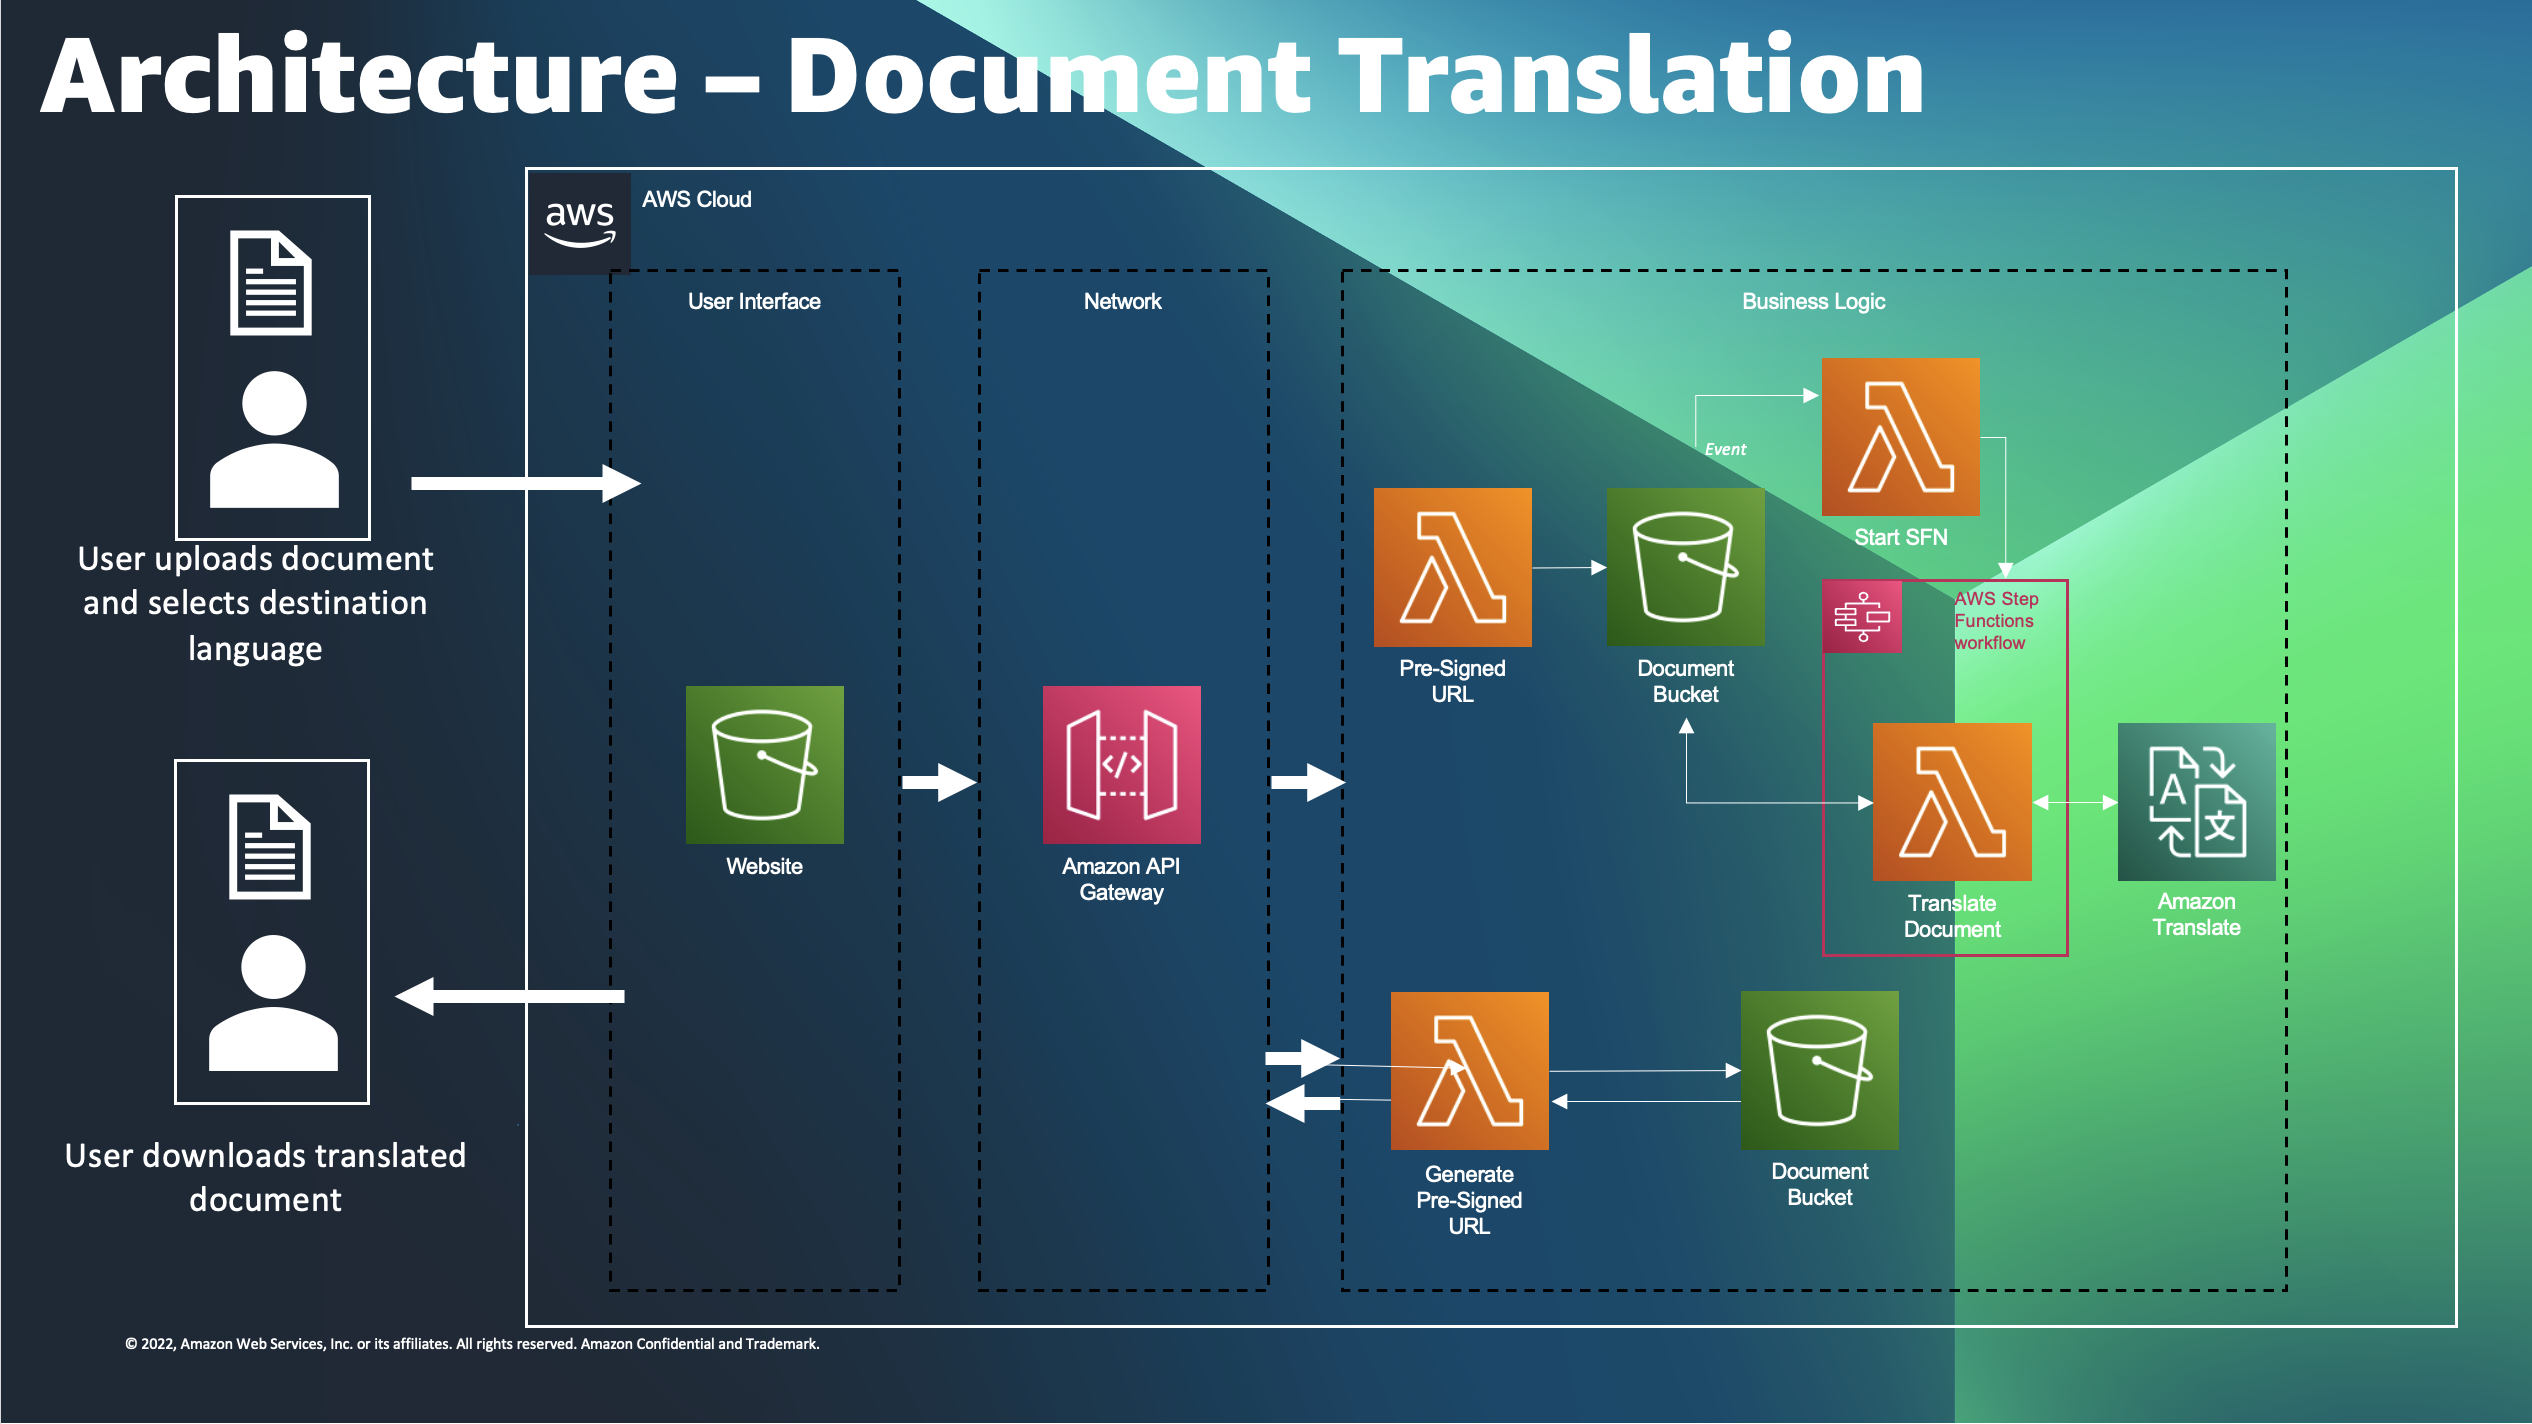 Architecture – Document Translation
aws
AWS Cloud
User Interface
Network
Business Logic
User uploads document
and selects destination
language
Event
Start SFN
Pre-Signed
URL
Document
Bucket
AWS Step
Functions
workflow
Website
Amazon API
Gateway
</>
A
文
Translate
Document
Amazon
Translate
User downloads translated
document
Generate
Pre-Signed
URL
Document
Bucket
© 2022, Amazon Web Services, Inc. or its affiliates. All rights reserved. Amazon Confidential and Trademark.